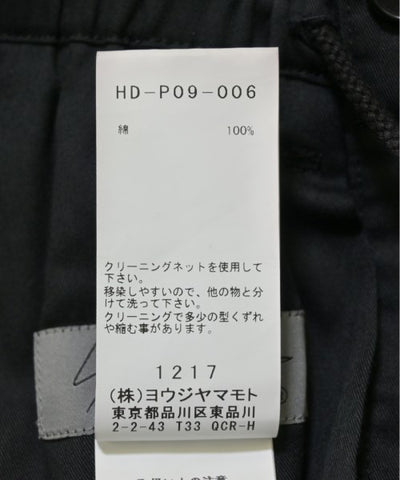 HD-P09-006
綿 100%
クリーニングネットを使用して
下さい。
移染しやすいので、他の物と分
けて洗って下さい。
クリーニングで多少の型くずれ
や縮む事があります。
1217
(株)ヨウジヤマモト
東京都品川区東品川
2-2-43 T33 QCR-H